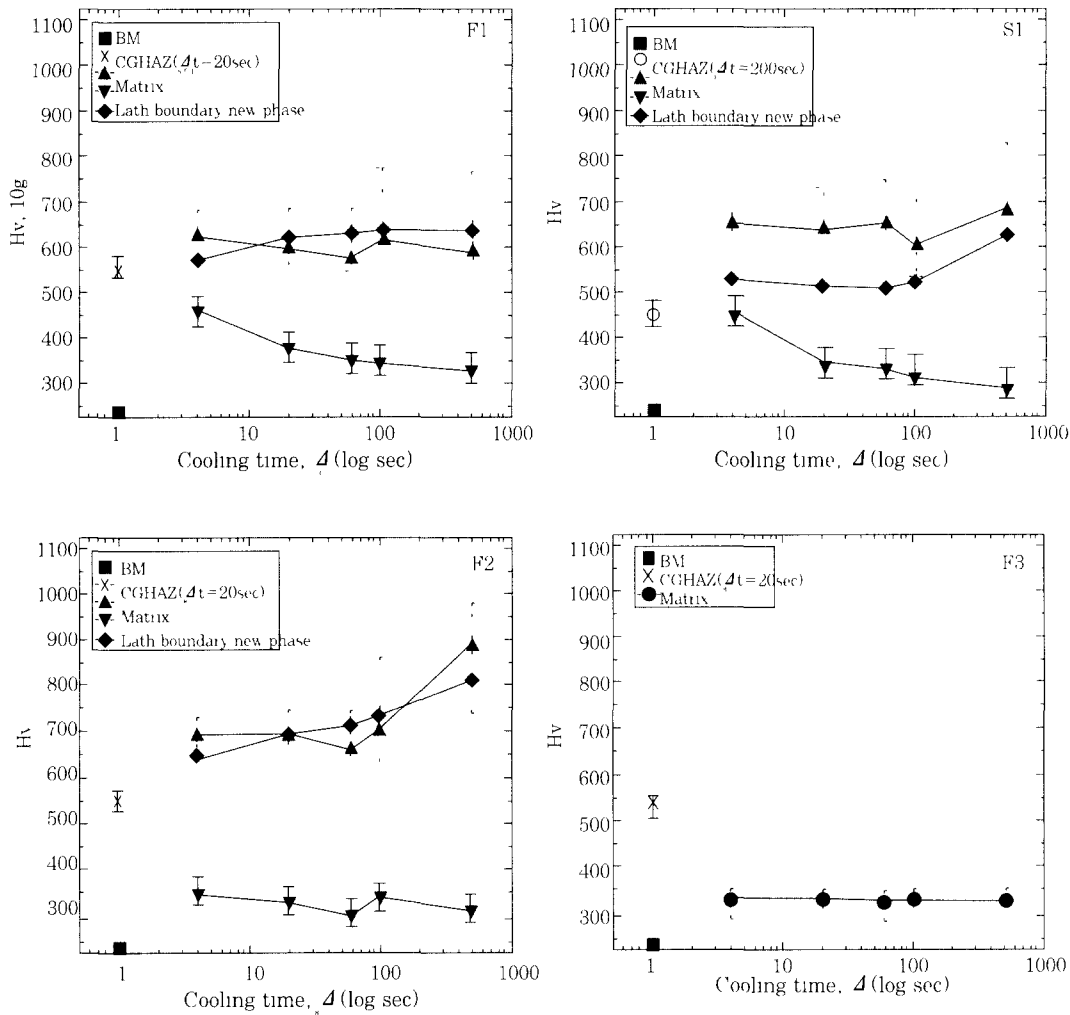 F1
BM
CGHAZ(Δt-20sec)
Matrix
Lath boundary new phase
1100
1000
900
800
700
600
500
400
300
Hv, 10g
1
10
100
1000
Cooling time, Δ (log sec)
S1
BM
CGHAZ(Δt=200sec)
Matrix
Lath boundary new phase
1100
1000
900
800
700
600
500
400
300
Hv
1
10
100
1000
Cooling time, Δ (log sec)
F2
BM
CGHAZ(Δt=20sec)
Matrix
Lath boundary new phase
1100
1000
900
800
700
600
500
400
300
Hv
1
10
100
1000
Cooling time, Δ (log sec)
F3
BM
CGHAZ(Δt=20sec)
Matrix
1100
1000
900
800
700
600
500
400
300
Hv
1
10
100
1000
Cooling time, Δ (log sec)